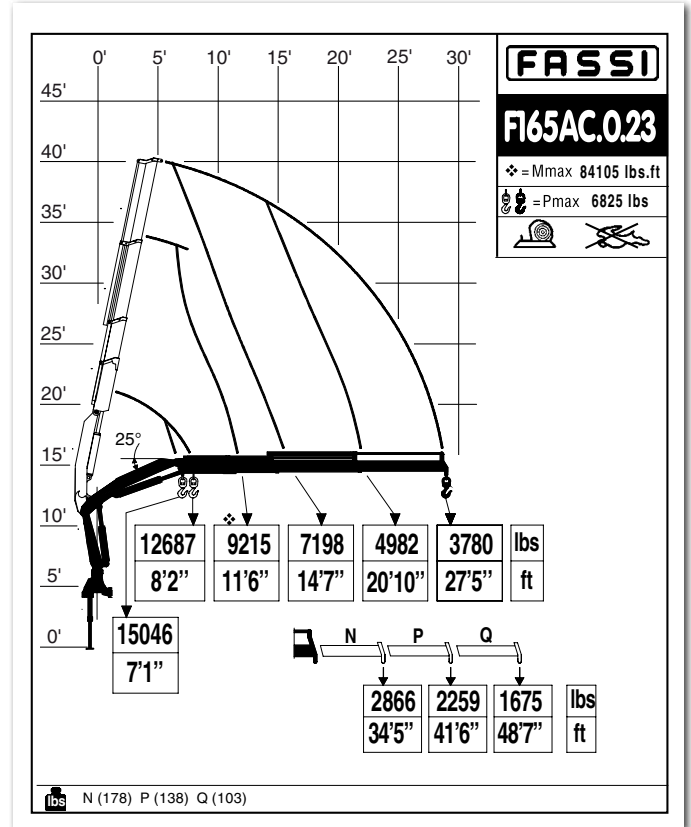 0' 5' 10' 15' 20' 25' 30'
FASSI
45'
F165AC.0.23
40'
❖ = Mmax 84105 lbs.ft
=Pmax 6825 lbs
35'
30'
25'
20'
25°
15'
10'
❖
12687 9215 7198 4982 3780 lbs
8'2’’ 11'6’’ 14'7’’ 20'10’’ 27'5’’ ft
5'
0'
15046
7'1’’
N P Q
2866 2259 1675 lbs
34'5’’ 41'6’’ 48'7’’ ft
lbs N (178) P (138) Q (103)